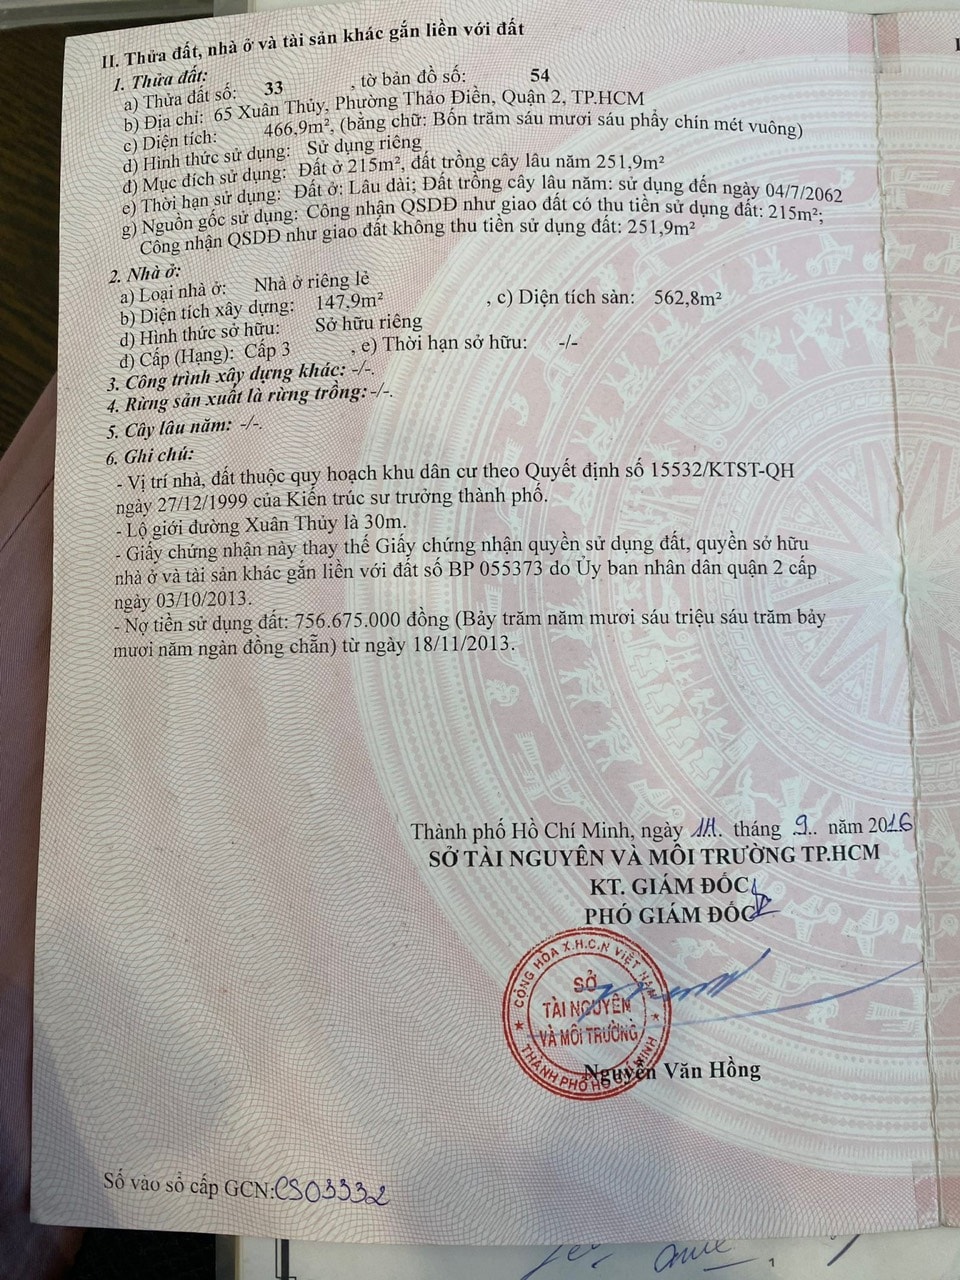 II. Thửa đất, nhà ở và tài sản khác gắn liền với đất
1. Thửa đất:
a) Thửa đất số: 33 , tờ bản đồ số: 54
b) Địa chỉ: 65 Xuân Thủy, Phường Thảo Điền, Quận 2, TP.HCM
c) Diện tích: 466,9m², (bằng chữ: Bốn trăm sáu mươi sáu phẩy chín mét vuông)
d) Hình thức sử dụng: Sử dụng riêng
đ) Mục đích sử dụng: Đất ở 215m², đất trồng cây lâu năm 251,9m²
e) Thời hạn sử dụng: Đất ở: Lâu dài; Đất trồng cây lâu năm: sử dụng đến ngày 04/7/2062
g) Nguồn gốc sử dụng: Công nhận QSDĐ như giao đất có thu tiền sử dụng đất: 215m²;
Công nhận QSDĐ như giao đất không thu tiền sử dụng đất: 251,9m²
2. Nhà ở:
a) Loại nhà ở: Nhà ở riêng lẻ
b) Diện tích xây dựng: 147,9m² , c) Diện tích sàn: 562,8m²
d) Hình thức sở hữu: Sở hữu riêng
đ) Cấp (Hạng): Cấp 3 , e) Thời hạn sở hữu: -/-
3. Công trình xây dựng khác: -/-.
4. Rừng sản xuất là rừng trồng: -/-.
5. Cây lâu năm: -/-.
6. Ghi chú:
- Vị trí nhà, đất thuộc quy hoạch khu dân cư theo Quyết định số 15532/KTST-QH
ngày 27/12/1999 của Kiến trúc sư trưởng thành phố.
- Lộ giới đường Xuân Thủy là 30m.
- Giấy chứng nhận này thay thế Giấy chứng nhận quyền sử dụng đất, quyền sở hữu
nhà ở và tài sản khác gắn liền với đất số BP 055373 do Ủy ban nhân dân quận 2 cấp
ngày 03/10/2013.
- Nợ tiền sử dụng đất: 756.675.000 đồng (Bảy trăm năm mươi sáu triệu sáu trăm bảy
mươi năm ngàn đồng chẵn) từ ngày 18/11/2013.
Thành phố Hồ Chí Minh, ngày tháng 9 năm 2016
SỞ TÀI NGUYÊN VÀ MÔI TRƯỜNG TP.HCM
KT. GIÁM ĐỐC
PHÓ GIÁM ĐỐC
CỘNG HÒA X.H.C.N VIỆT NAM
SỞ
TÀI NGUYÊN
VÀ MÔI TRƯỜNG
THÀNH PHỐ HỒ CHÍ MINH
Nguyễn Văn Hồng
Số vào sổ cấp GCN: CS03332